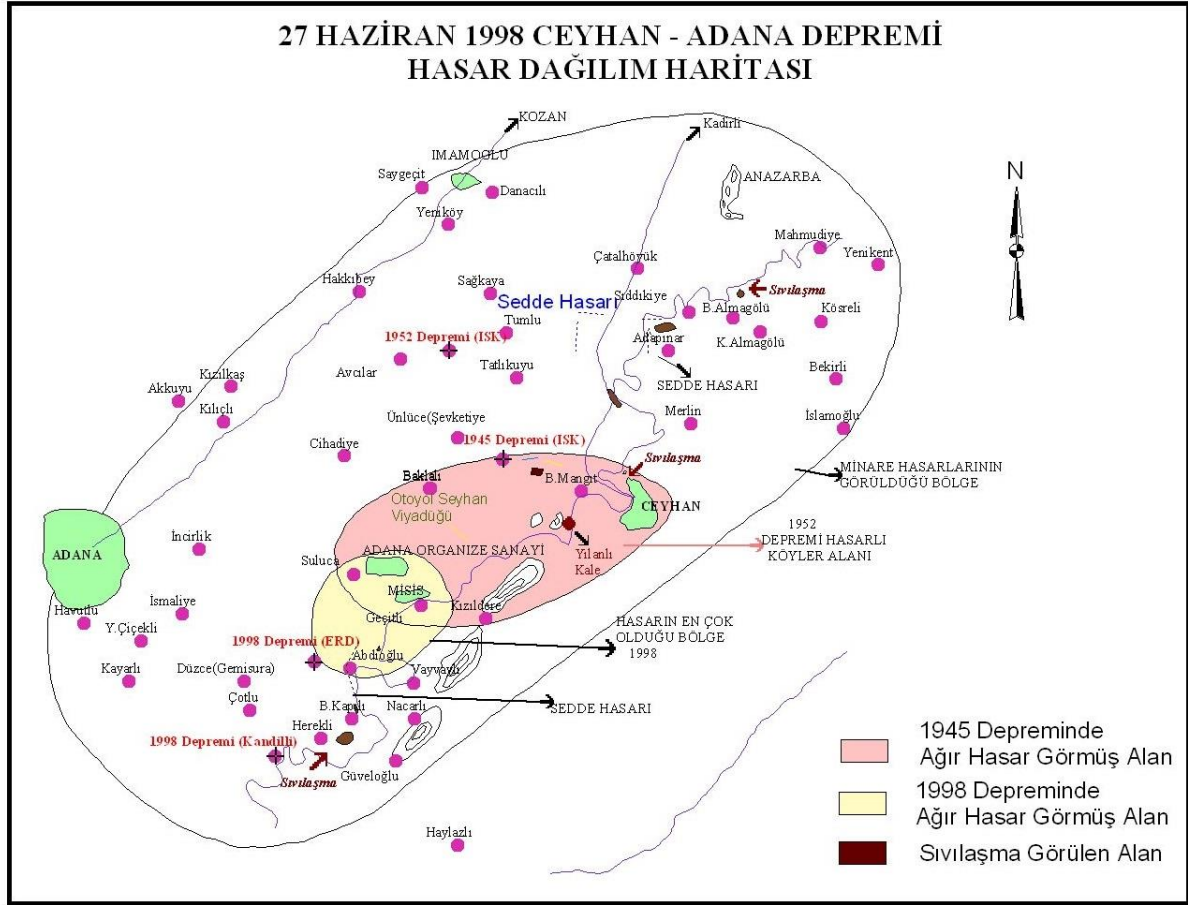 27 HAZİRAN 1998 CEYHAN - ADANA DEPREMİ
HASAR DAĞILIM HARİTASI
KOZAN
Kadirli
IMAMOGLU
Saygeçit
Danacılı
ANAZARBA
N
Yeniköy
Mahmudiye
Yenikent
Çatalhöyük
Hakkıbey
Sağkaya
Sıddıkiye
Sıvılaşma
Sedde Hasari
B.Almagölü
Kösreli
Tumlu
1952 Depremi (ISK)
Adapınar
K.Almagölü
Avcılar
Tatlıkuyu
SEDDE HASARI
Bekirli
Kızılkaş
Akkuyu
Kılıçlı
Ünlüce(Şevketiye
Merlin
İslamoğlu
Cihadiye
1945 Depremi (ISK)
Sıvılaşma
MİNARE HASARLARININ
GÖRÜLDÜĞÜ BÖLGE
Baklalı
B.Mangıt
Otoyol Seyhan
Viyadüğü
CEYHAN
1952
DEPREMİ HASARLI
KÖYLER ALANI
ADANA
İncirlik
ADANA ORGANIZE SANAYİ
Yılanlı
Kale
Suluca
MİSİS
Havutlu
İsmaliye
Geçitli
Kızıldere
HASARIN EN ÇOK
OLDUĞU BÖLGE
1998
Y.Çiçekli
1998 Depremi (ERD)
Abdioğlu
Kayarlı
Düzce(Gemisura)
Vayvaylı
Çotlu
B.Kapılı
Nacarlı
SEDDE HASARI
Herekli
1998 Depremi (Kandilli)
Sıvılaşma
Güveloğlu
Haylazlı
1945 Depreminde
Ağır Hasar Görmüş Alan
1998 Depreminde
Ağır Hasar Görmüş Alan
Sıvılaşma Görülen Alan